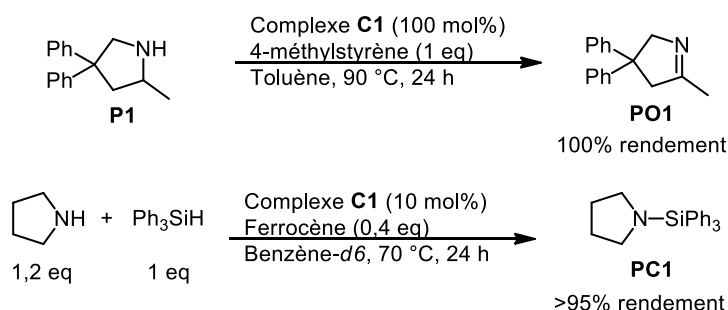 Complexe C1 (100 mol%)
4-méthylstyrène (1 eq)
Toluène, 90 °C, 24 h
Ph
Ph
NH
P1
Ph
Ph
N
PO1
100% rendement
Complexe C1 (10 mol%)
Ferrocène (0,4 eq)
Benzène-d6, 70 °C, 24 h
NH + Ph₃SiH
1,2 eq 1 eq
N−SiPh₃
PC1
>95% rendement